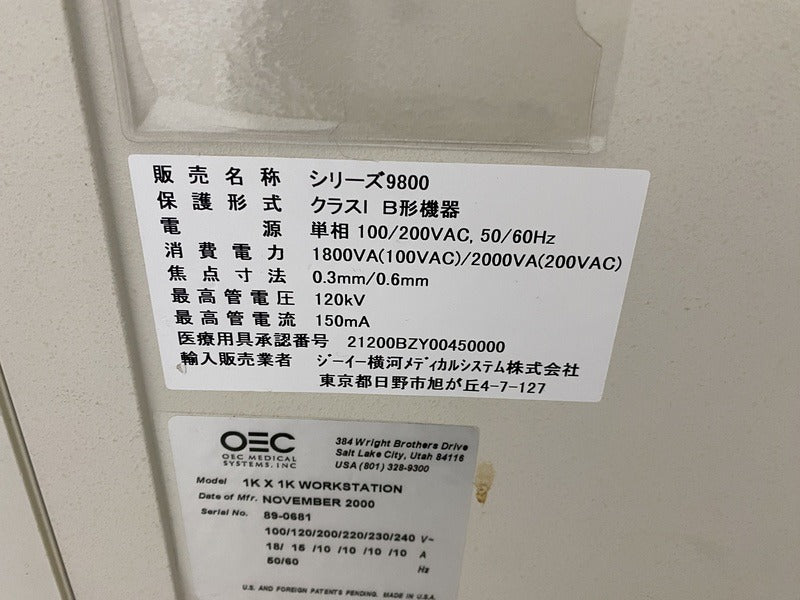 販売名称 シリーズ9800
保護形式 クラスI B形機器
電源 単相 100/200VAC, 50/60Hz
消費電力 1800VA(100VAC)/2000VA(200VAC)
焦点寸法 0.3mm/0.6mm
最高管電圧 120kV
最高管電流 150mA
医療用具承認番号 21200BZY00450000
輸入販売業者 ジーイー横河メディカルシステム株式会社
東京都日野市旭が丘4-7-127
OEC
OEC MEDICAL
SYSTEMS, INC
384 Wright Brothers Drive
Salt Lake City, Utah 84116
USA (801) 328-9300
Model 1K X 1K WORKSTATION
Date of Mfr. NOVEMBER 2000
Serial No. 89-0681
100/120/200/220/230/240 V~
18/ 15 /10 /10 /10 /10 A
50/60 Hz
U.S. AND FOREIGN PATENTS PENDING. MADE IN U.S.A.